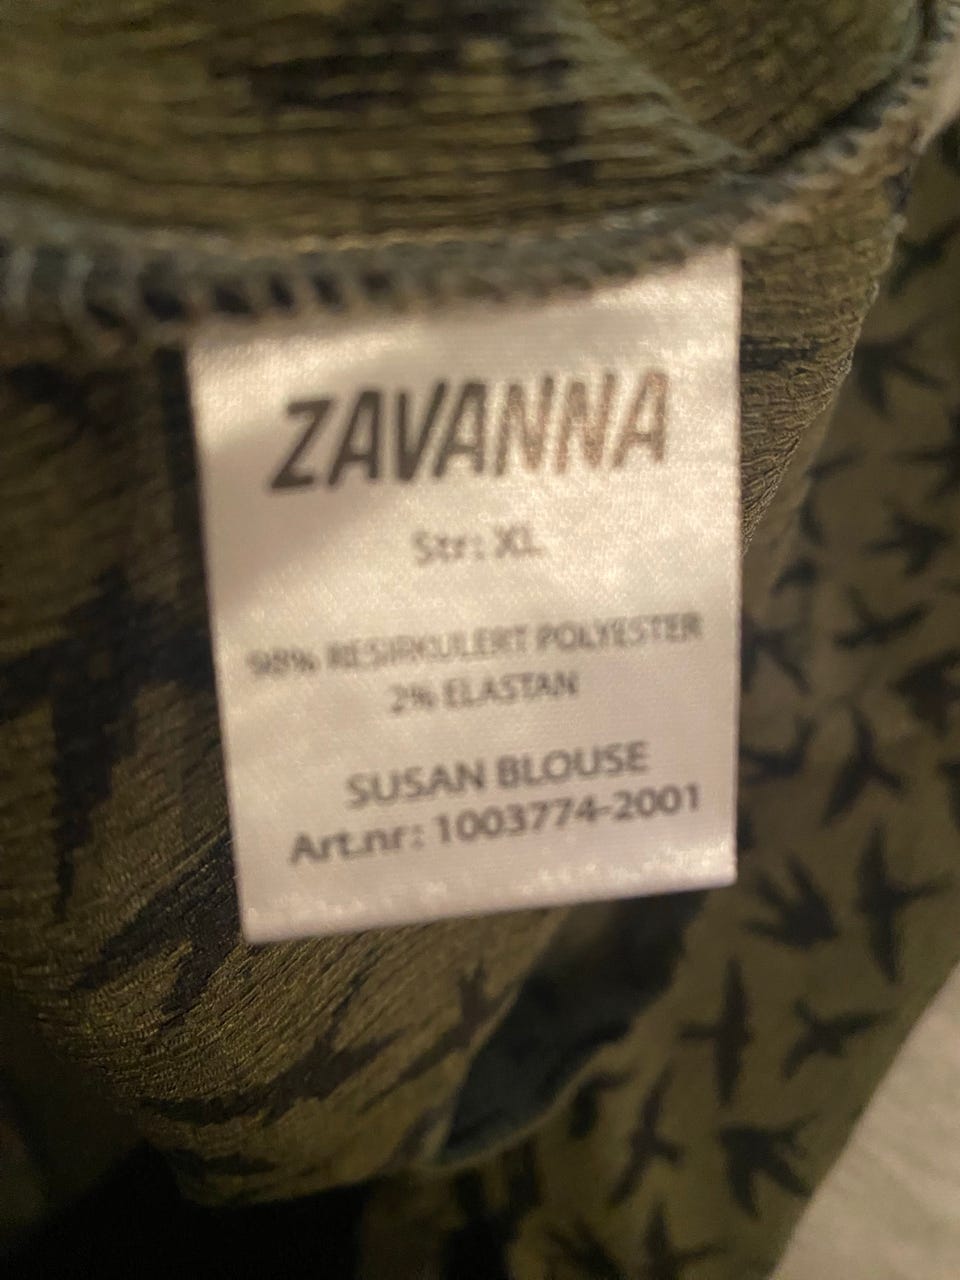 ZAVANNA
Str: XL
98% RESIRKULERT POLYESTER
2% ELASTAN
SUSAN BLOUSE
Art.nr: 1003774-2001